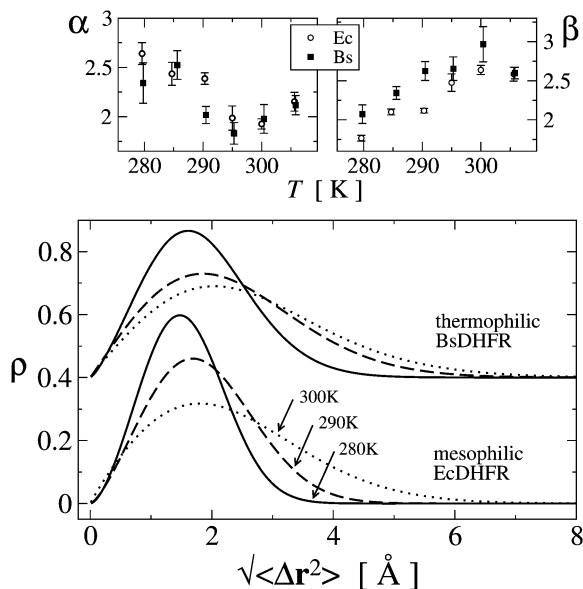 α
β
Ec
Bs
3
2.5
2
3
2.5
2
280 290 300
280 290 300
T [ K ]
0.8
0.6
0.4
0.2
0
ρ
thermophilic
BsDHFR
300K
290K
280K
mesophilic
EcDHFR
0 2 4 6 8
√<Δr²> [ Å ]